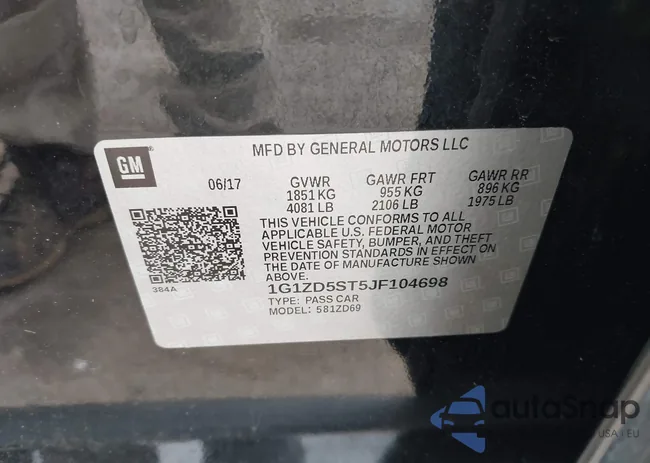 MFD BY GENERAL MOTORS LLC
GM
06/17 GVWR GAWR FRT GAWR RR
1851 KG 955 KG 896 KG
4081 LB 2106 LB 1975 LB
THIS VEHICLE CONFORMS TO ALL
APPLICABLE U.S. FEDERAL MOTOR
VEHICLE SAFETY, BUMPER, AND THEFT
PREVENTION STANDARDS IN EFFECT ON
THE DATE OF MANUFACTURE SHOWN
ABOVE.
384A
1G1ZD5ST5JF104698
TYPE: PASS CAR
MODEL: 581ZD69
autoSnap
USA | EU